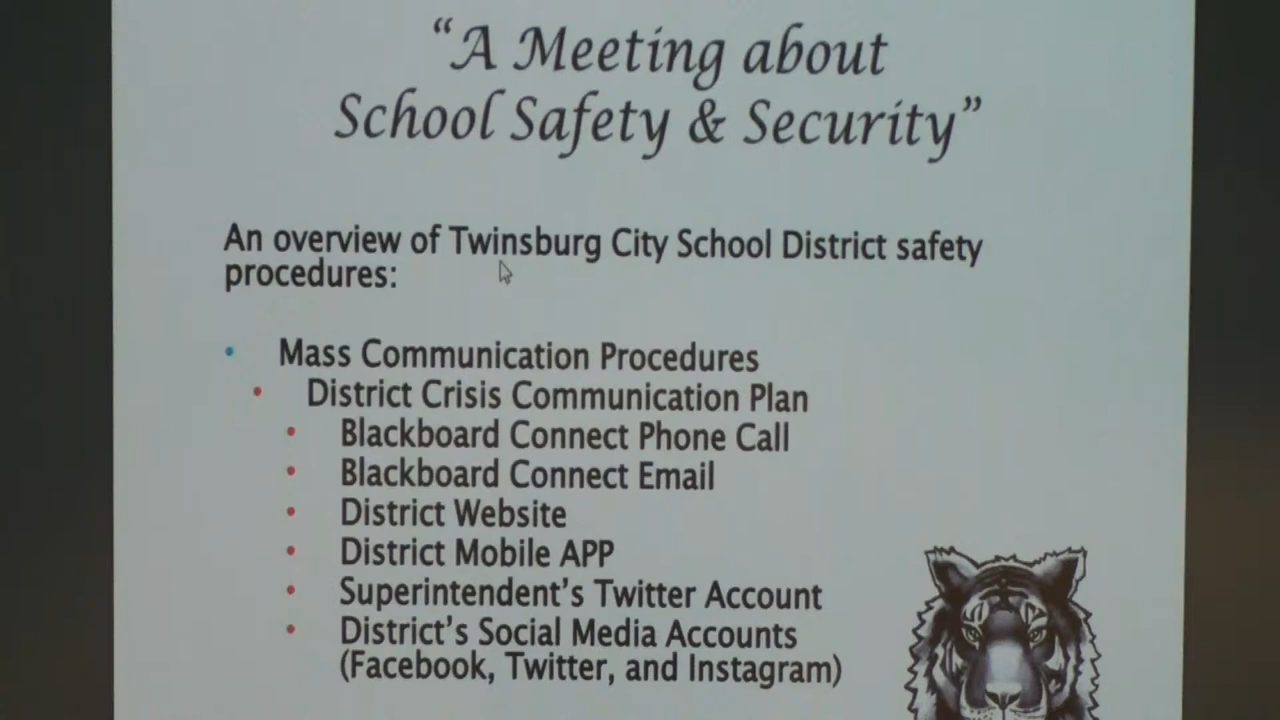 “A Meeting about
School Safety & Security”
An overview of Twinsburg City School District safety
procedures:
• Mass Communication Procedures
• District Crisis Communication Plan
• Blackboard Connect Phone Call
• Blackboard Connect Email
• District Website
• District Mobile APP
• Superintendent’s Twitter Account
• District’s Social Media Accounts
(Facebook, Twitter, and Instagram)